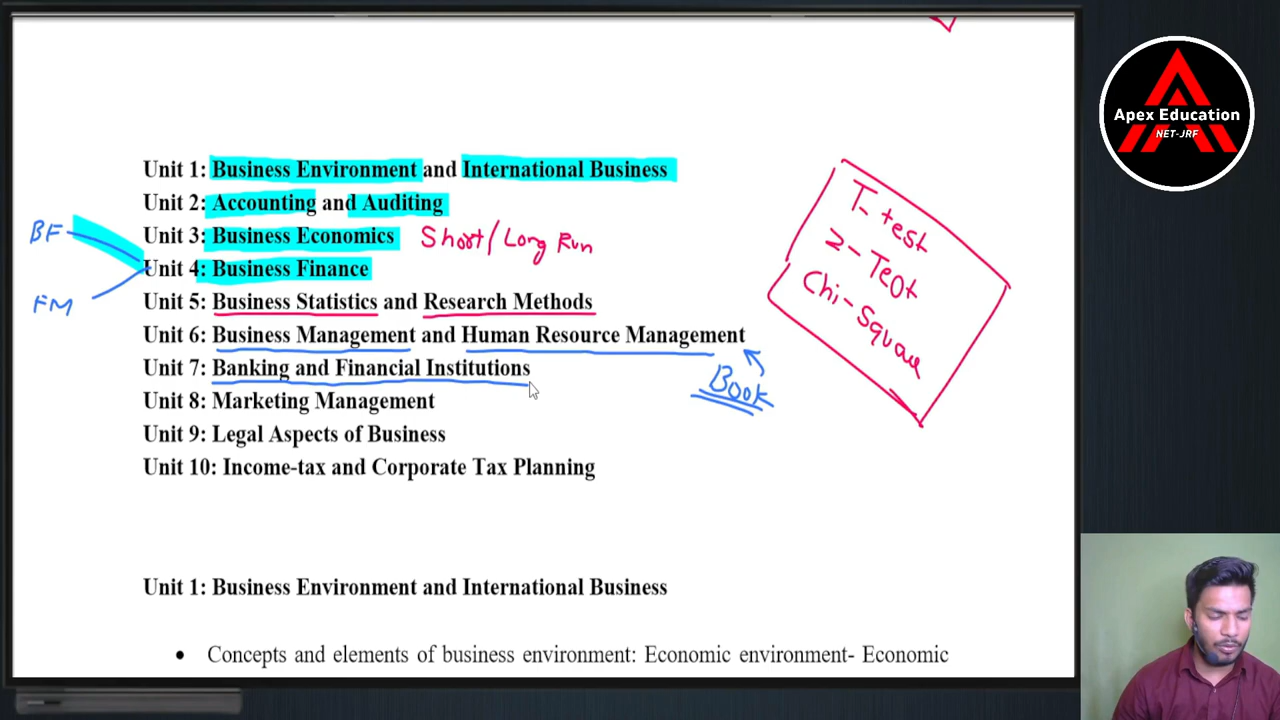 Apex Education
NET-JRF
Unit 1: Business Environment and International Business
Unit 2: Accounting and Auditing
Unit 3: Business Economics Short/Long Run
Unit 4: Business Finance
BF
FM
Unit 5: Business Statistics and Research Methods
Unit 6: Business Management and Human Resource Management
Unit 7: Banking and Financial Institutions
Book
Unit 8: Marketing Management
Unit 9: Legal Aspects of Business
Unit 10: Income-tax and Corporate Tax Planning
T-test
Z-Test
Chi-Square
Unit 1: Business Environment and International Business
• Concepts and elements of business environment: Economic environment- Economic